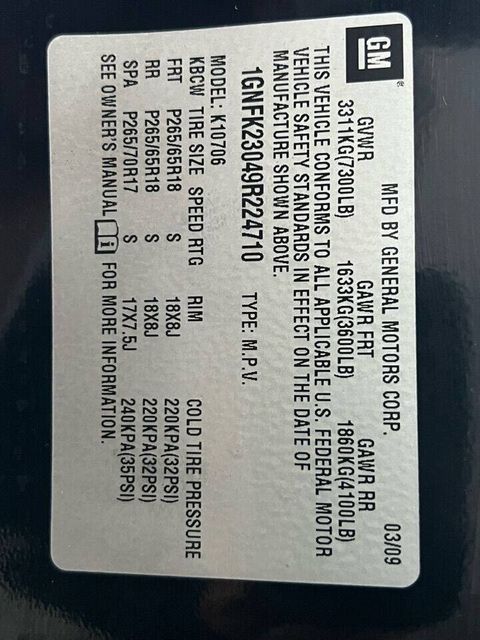 GM
MFD BY GENERAL MOTORS CORP. 03/09
GVWR GAWR FRT GAWR RR
3311KG(7300LB) 1633KG(3600LB) 1860KG(4100LB)
THIS VEHICLE CONFORMS TO ALL APPLICABLE U.S. FEDERAL MOTOR
VEHICLE SAFETY STANDARDS IN EFFECT ON THE DATE OF
MANUFACTURE SHOWN ABOVE.
1GNFK23049R224710 TYPE: M.P.V.
MODEL: K10706
KBCW TIRE SIZE SPEED RTG RIM COLD TIRE PRESSURE
FRT P265/65R18 S 18X8J 220KPA(32PSI)
RR P265/65R18 S 18X8J 220KPA(32PSI)
SPA P265/70R17 S 17X7.5J 240KPA(35PSI)
SEE OWNER'S MANUAL i FOR MORE INFORMATION.